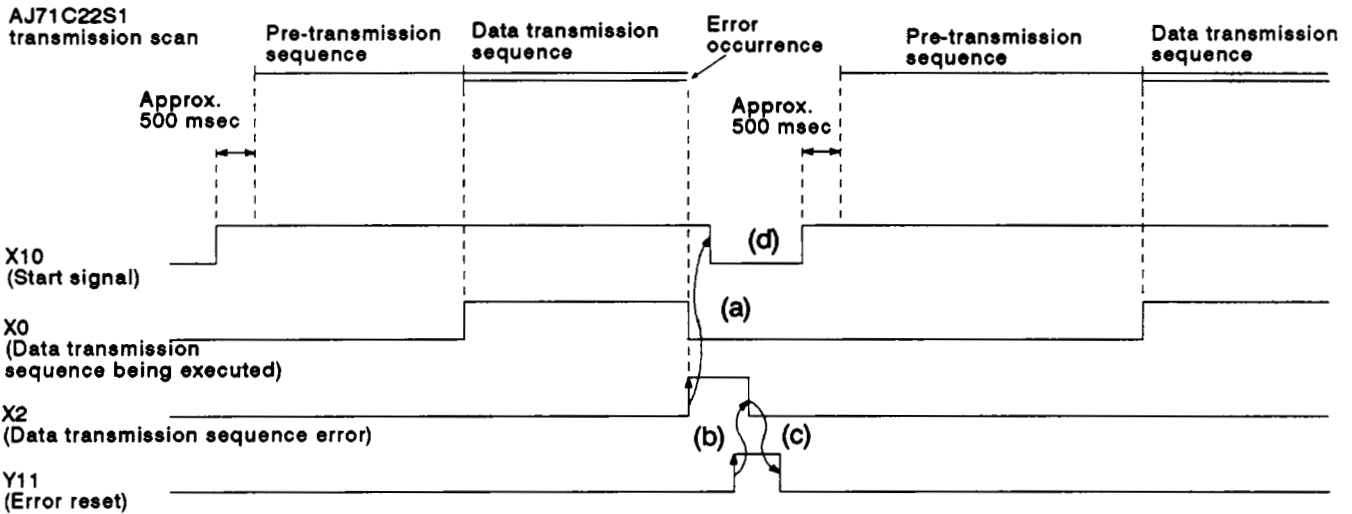 AJ71C22S1
transmission scan
Pre-transmission
sequence
Data transmission
sequence
Error
occurrence
Pre-transmission
sequence
Data transmission
sequence
Approx.
500 msec
Approx.
500 msec
X10
(Start signal)
(d)
X0
(Data transmission
sequence being executed)
(a)
X2
(Data transmission sequence error)
(b)
(c)
Y11
(Error reset)